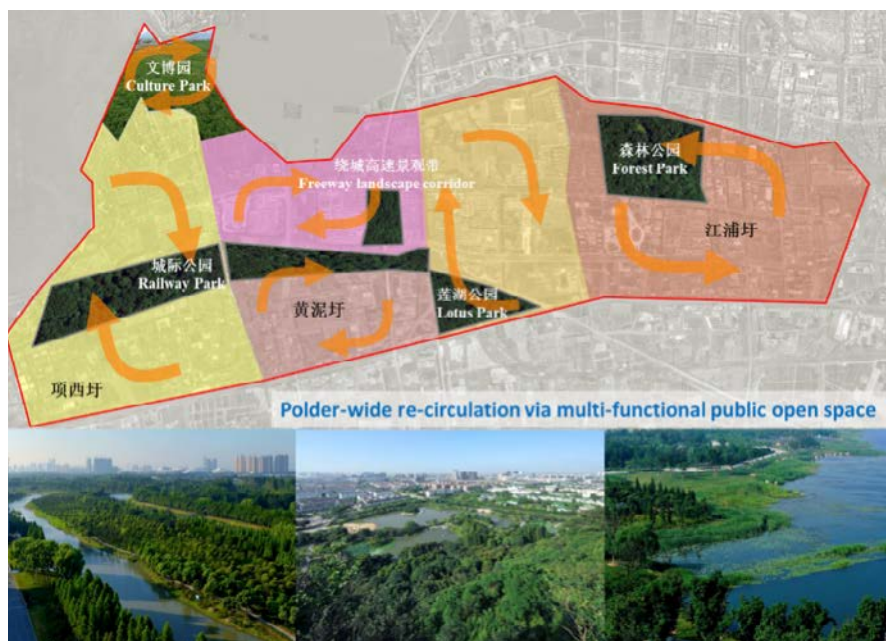 文博园
Culture Park
绕城高速景观带
Freeway landscape corridor
森林公园
Forest Park
江浦圩
城际公园
Railway Park
莲湖公园
Lotus Park
黄泥圩
项西圩
Polder-wide re-circulation via multi-functional public open space